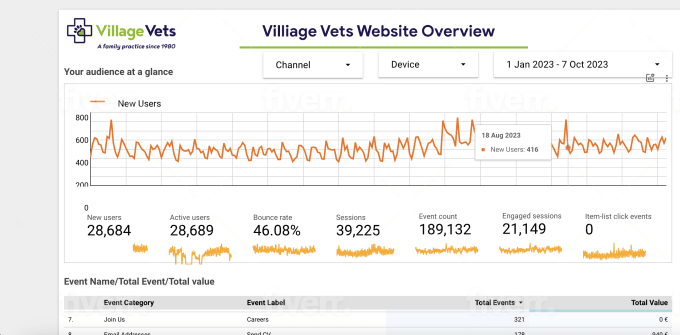 VillageVets
A family practice since 1980
Villiage Vets Website Overview
Channel
Device
1 Jan 2023 - 7 Oct 2023
Your audience at a glance
New Users
800
600
400
200
0
18 Aug 2023
New Users: 416
New users
28,684
Active users
28,689
Bounce rate
46.08%
Sessions
39,225
Event count
189,132
Engaged sessions
21,149
Item-list click events
0
Event Name/Total Event/Total value
Event Category Event Label Total Events Total Value
7. Join Us Careers 321 0 €
8. Email Addresses Send CV 178 940 €
fiverr.